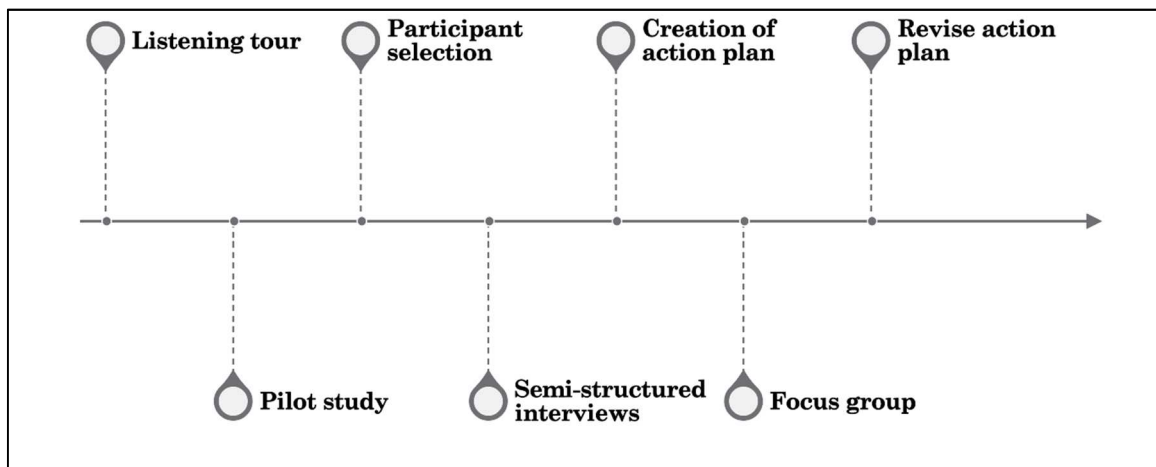 Listening tour
Participant
selection
Creation of
action plan
Revise action
plan
Pilot study
Semi-structured
interviews
Focus group